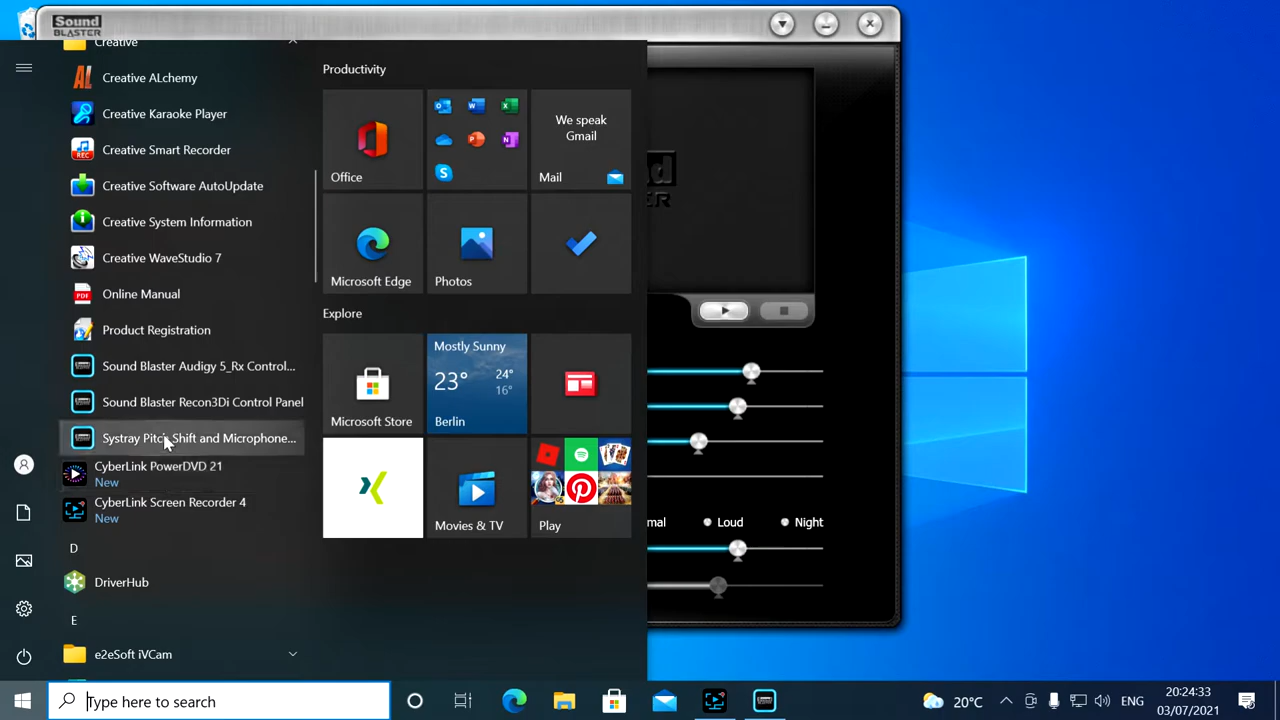 Sound
BLASTER
Creative
Creative ALchemy
Creative Karaoke Player
REC
Creative Smart Recorder
Creative Software AutoUpdate
Creative System Information
Creative WaveStudio 7
PDF
Online Manual
Product Registration
Sound Blaster Audigy 5_Rx Control...
Sound Blaster Recon3Di Control Panel
Systray Pitch Shift and Microphone...
CyberLink PowerDVD 21
New
CyberLink Screen Recorder 4
New
D
DriverHub
E
e2eSoft iVCam
Productivity
Office
We speak
Gmail
Mail
Microsoft Edge
Photos
Explore
Microsoft Store
Mostly Sunny
23° 24°
16°
Berlin
Movies & TV
Play
Loud
Night
Type here to search
20°C
ENG
20:24:33
03/07/2021